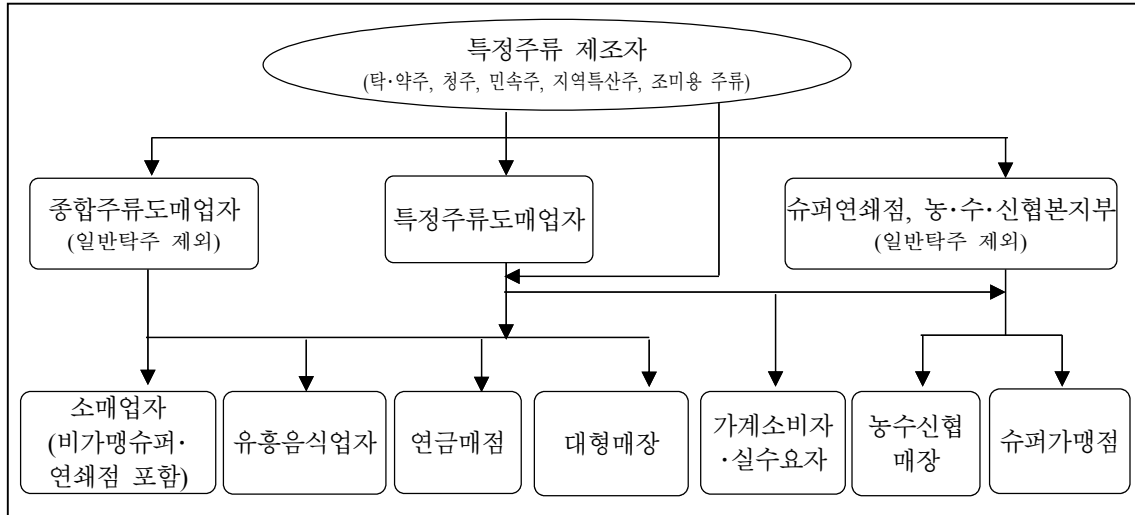 특정주류 제조자
(탁·약주, 청주, 민속주, 지역특산주, 조미용 주류)
종합주류도매업자
(일반탁주 제외)
특정주류도매업자
슈퍼연쇄점, 농·수·신협본지부
(일반탁주 제외)
소매업자
(비가맹슈퍼·
연쇄점 포함)
유흥음식업자
연금매점
대형매장
가계소비자
·실수요자
농수신협
매장
슈퍼가맹점